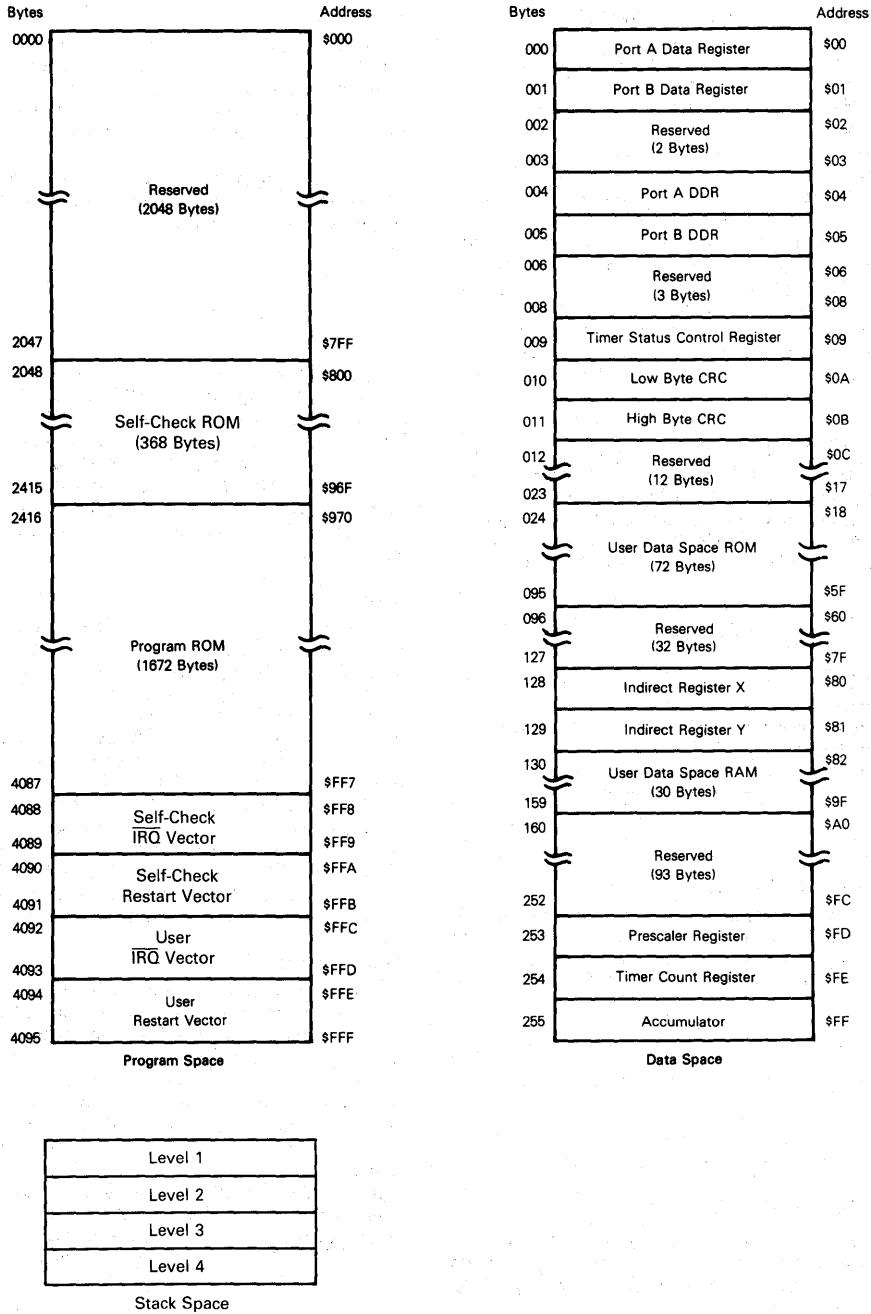 Bytes Address
0000 $000
Reserved
(2048 Bytes)
2047 $7FF
2048 $800
Self-Check ROM
(368 Bytes)
2415 $96F
2416 $970
Program ROM
(1672 Bytes)
4087 $FF7
4088 $FF8
Self-Check
IRQ Vector
4089 $FF9
4090 $FFA
Self-Check
Restart Vector
4091 $FFB
4092 $FFC
User
IRQ Vector
4093 $FFD
4094 $FFE
User
Restart Vector
4095 $FFF
Program Space
Bytes Address
000 Port A Data Register $00
001 Port B Data Register $01
002 $02
Reserved
(2 Bytes)
003 $03
004 Port A DDR $04
005 Port B DDR $05
006 $06
Reserved
(3 Bytes)
008 $08
009 Timer Status Control Register $09
010 Low Byte CRC $0A
011 High Byte CRC $0B
012 $0C
Reserved
(12 Bytes)
023 $17
024 $18
User Data Space ROM
(72 Bytes)
095 $5F
096 $60
Reserved
(32 Bytes)
127 $7F
128 Indirect Register X $80
129 Indirect Register Y $81
130 $82
User Data Space RAM
(30 Bytes)
159 $9F
160 $A0
Reserved
(93 Bytes)
252 $FC
253 Prescaler Register $FD
254 Timer Count Register $FE
255 Accumulator $FF
Data Space
Level 1
Level 2
Level 3
Level 4
Stack Space